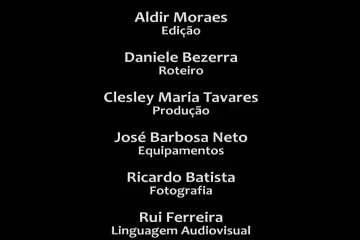 Aldir Moraes
Edição
Daniele Bezerra
Roteiro
Clesley Maria Tavares
Produção
José Barbosa Neto
Equipamentos
Ricardo Batista
Fotografia
Rui Ferreira
Linguagem Audiovisual